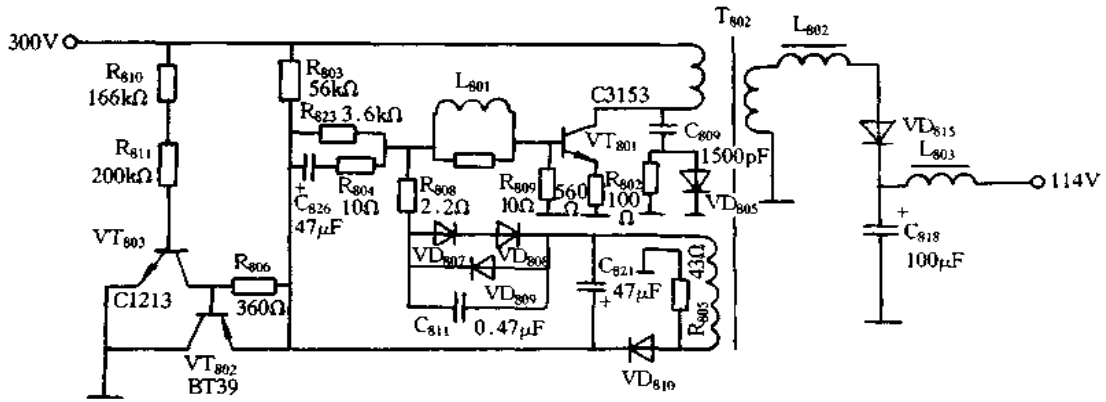 T802
L802
300V
R810
166kΩ
R803
56kΩ
L801
C3153
R823 3.6kΩ
VT801
C809
1500pF
VD815
L803
114V
R811
200kΩ
R804
10Ω
C826
47μF
R808
2.2Ω
R809
10Ω
560
Ω
R802
100
Ω
VD805
C818
100μF
VT803
C1213
R806
360Ω
VD807
VD808
VD809
C811
0.47μF
C821
47μF
43Ω
R805
VT802
BT39
VD810